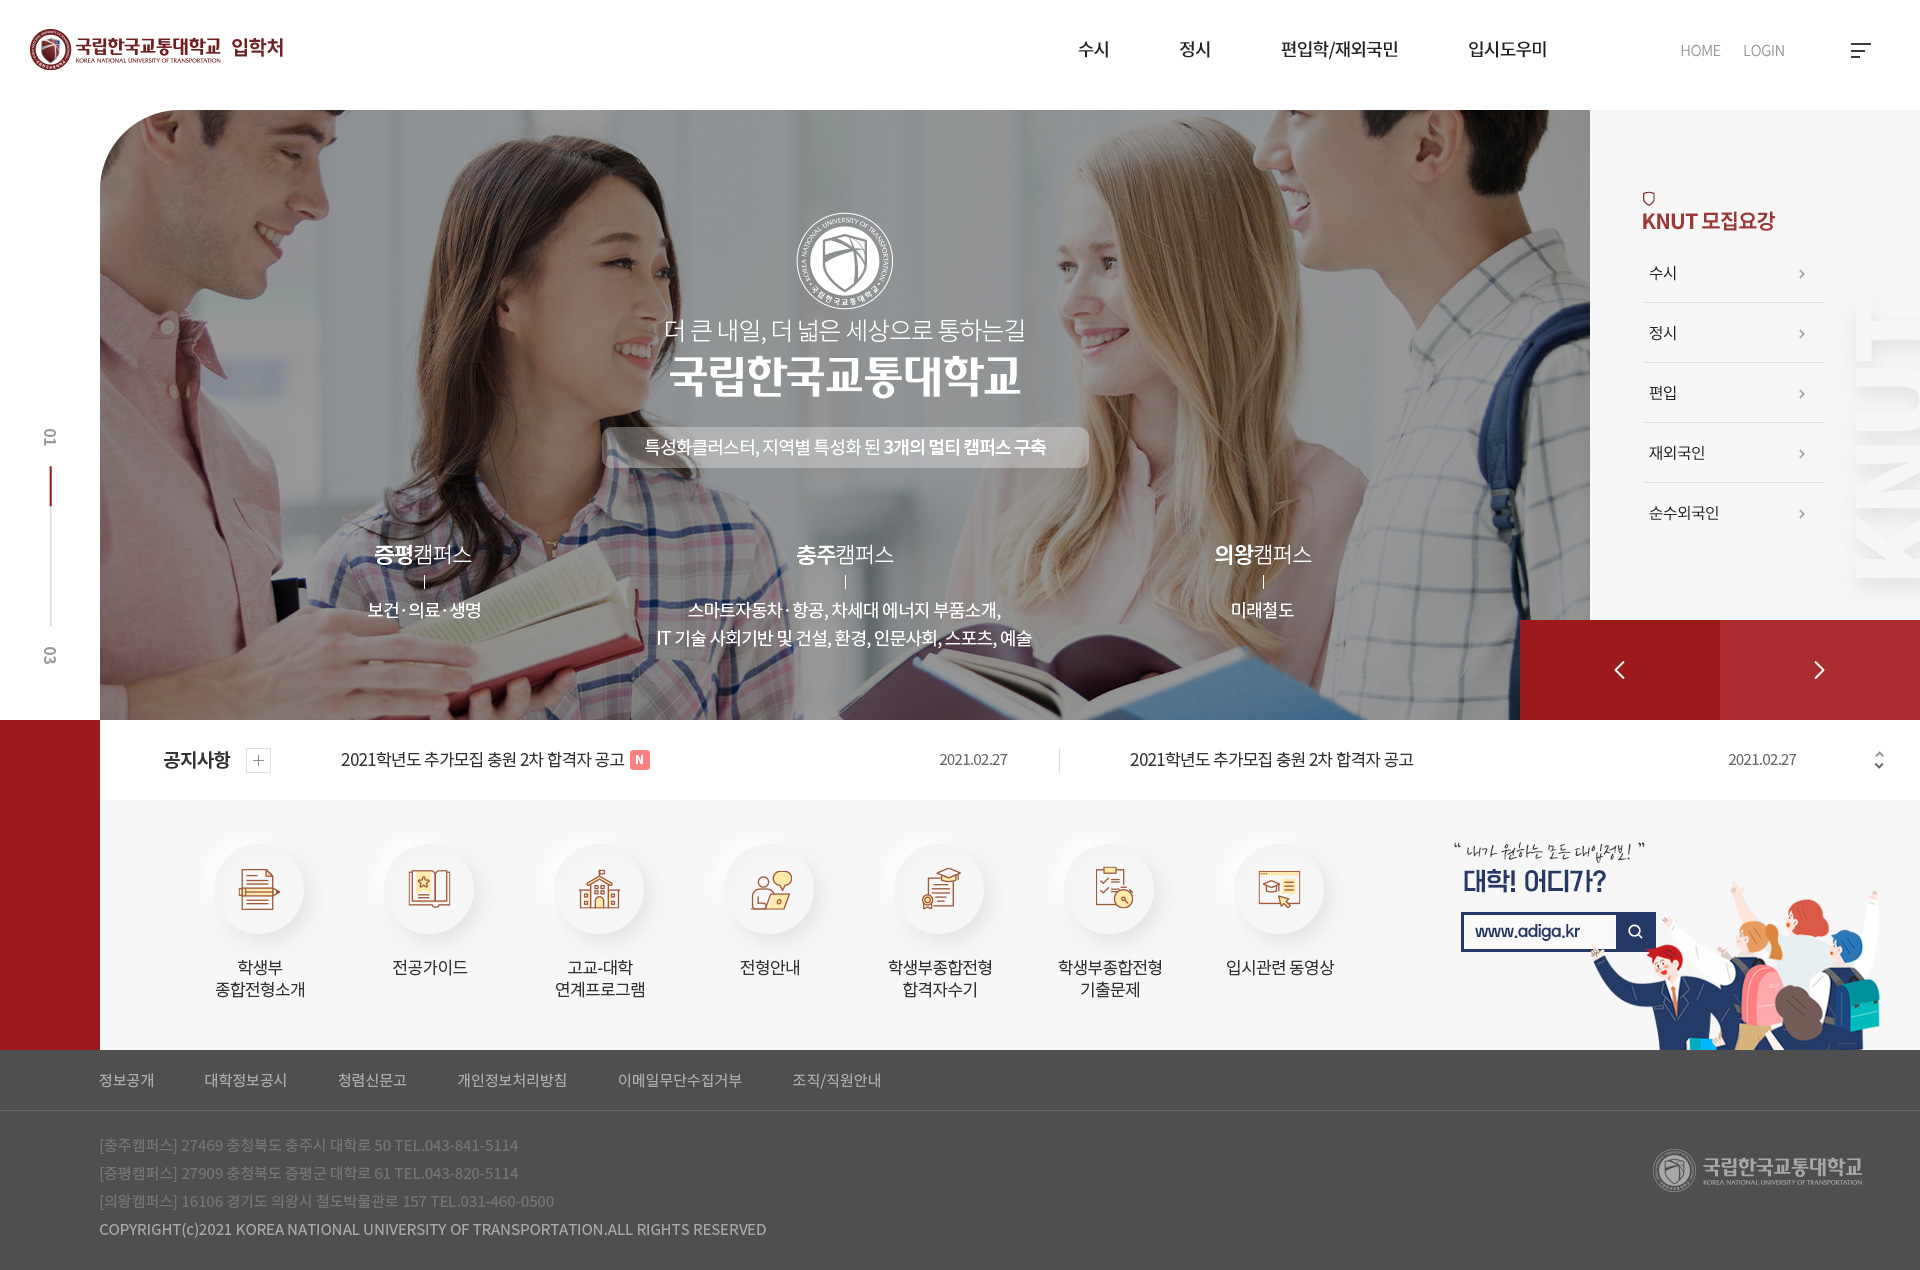 국립한국교통대학교 입학처
KOREA NATIONAL UNIVERSITY OF TRANSPORTATION
수시
정시
편입학/재외국민
입시도우미
HOME
LOGIN
01
03
KOREA NATIONAL UNIVERSITY OF TRANSPORTATION
국립한국교통대학교
더 큰 내일, 더 넓은 세상으로 통하는길
국립한국교통대학교
특성화클러스터, 지역별 특성화 된 3개의 멀티 캠퍼스 구축
증평캠퍼스
보건·의료·생명
충주캠퍼스
스마트자동차·항공, 차세대 에너지 부품소개,
IT 기술 사회기반 및 건설, 환경, 인문사회, 스포츠, 예술
의왕캠퍼스
미래철도
KNUT 모집요강
수시
정시
편입
재외국인
순수외국인
KNUT
공지사항
2021학년도 추가모집 충원 2차 합격자 공고 N
2021.02.27
2021학년도 추가모집 충원 2차 합격자 공고
2021.02.27
학생부
종합전형소개
전공가이드
고교-대학
연계프로그램
전형안내
학생부종합전형
합격자수기
학생부종합전형
기출문제
입시관련 동영상
“ 내가 원하는 모든 대입정보! ”
대학! 어디가?
www.adiga.kr
정보공개
대학정보공시
청렴신문고
개인정보처리방침
이메일무단수집거부
조직/직원안내
[충주캠퍼스] 27469 충청북도 충주시 대학로 50 TEL.043-841-5114
[증평캠퍼스] 27909 충청북도 증평군 대학로 61 TEL.043-820-5114
[의왕캠퍼스] 16106 경기도 의왕시 철도박물관로 157 TEL.031-460-0500
COPYRIGHT(c)2021 KOREA NATIONAL UNIVERSITY OF TRANSPORTATION.ALL RIGHTS RESERVED
국립한국교통대학교
KOREA NATIONAL UNIVERSITY OF TRANSPORTATION